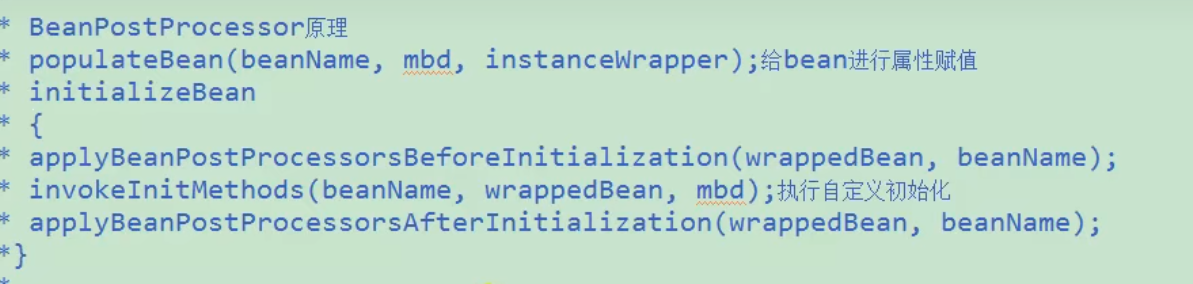 * BeanPostProcessor原理
* populateBean(beanName, mbd, instanceWrapper);给bean进行属性赋值
* initializeBean
* {
* applyBeanPostProcessorsBeforeInitialization(wrappedBean, beanName);
* invokeInitMethods(beanName, wrappedBean, mbd);执行自定义初始化
* applyBeanPostProcessorsAfterInitialization(wrappedBean, beanName);
*}
*